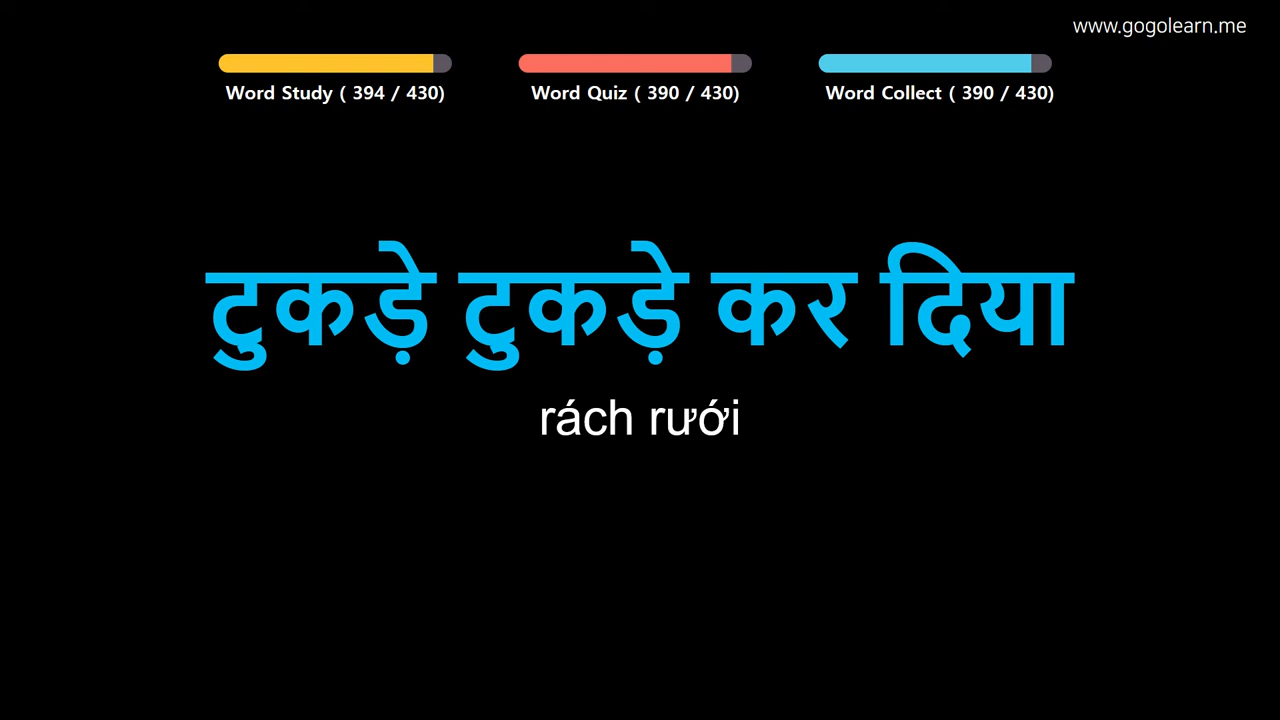 www.gogolearn.me
Word Study ( 394 / 430)
Word Quiz ( 390 / 430)
Word Collect ( 390 / 430)
टुकड़े टुकड़े कर दिया
rách rưới